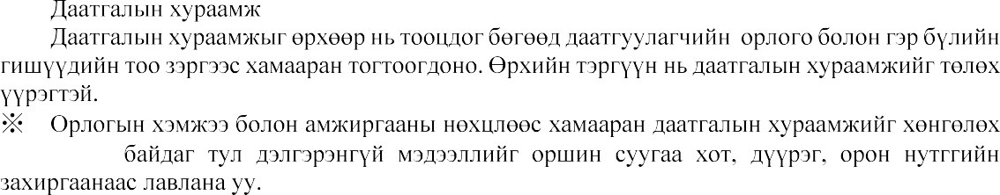 Даатгалын хураамж
Даатгалын хураамжыг өрхөөр нь тооцдог бөгөөд даатгуулагчийн орлого болон гэр бүлийн
гишүүдийн тоо зэргээс хамааран тогтоогдоно. Өрхийн тэргүүн нь даатгалын хураамжийг төлөх
үүрэгтэй.
※ Орлогын хэмжээ болон амжиргааны нөхцлөөс хамааран даатгалын хураамжийг хөнгөлөх
байдаг тул дэлгэрэнгүй мэдээллийг оршин суугаа хот, дүүрэг, орон нутггийн
захиргаанаас лавлана уу.